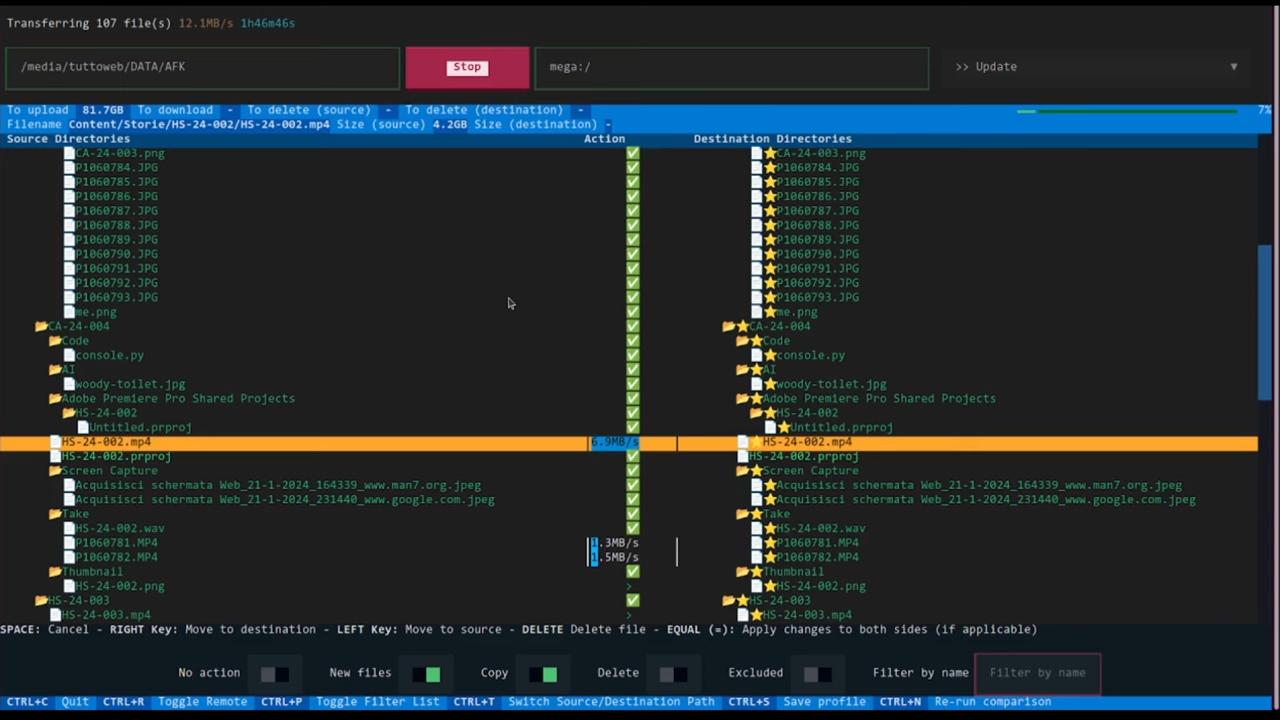 Transferring 107 file(s) 12.1MB/s 1h46m46s
/media/tuttoweb/DATA/AFK Stop mega:/ >> Update ▼
To upload 81.7GB To download - To delete (source) - To delete (destination) - 7%
Filename Content/Storie/HS-24-002/HS-24-002.mp4 Size (source) 4.2GB Size (destination) -
Source Directories Action Destination Directories
CA-24-003.png CA-24-003.png
P1060784.JPG P1060784.JPG
P1060785.JPG P1060785.JPG
P1060786.JPG P1060786.JPG
P1060787.JPG P1060787.JPG
P1060788.JPG P1060788.JPG
P1060789.JPG P1060789.JPG
P1060790.JPG P1060790.JPG
P1060791.JPG P1060791.JPG
P1060792.JPG P1060792.JPG
P1060793.JPG P1060793.JPG
me.png me.png
CA-24-004 CA-24-004
Code Code
console.py console.py
AI AI
woody-toilet.jpg woody-toilet.jpg
Adobe Premiere Pro Shared Projects Adobe Premiere Pro Shared Projects
HS-24-002 HS-24-002
Untitled.prproj Untitled.prproj
HS-24-002.mp4 6.9MB/s HS-24-002.mp4
HS-24-002.prproj HS-24-002.prproj
Screen Capture Screen Capture
Acquisisci schermata Web_21-1-2024_164339_www.man7.org.jpeg Acquisisci schermata Web_21-1-2024_164339_www.man7.org.jpeg
Acquisisci schermata Web_21-1-2024_231440_www.google.com.jpeg Acquisisci schermata Web_21-1-2024_231440_www.google.com.jpeg
Take Take
HS-24-002.wav HS-24-002.wav
P1060781.MP4 1.3MB/s P1060781.MP4
P1060782.MP4 1.5MB/s P1060782.MP4
Thumbnail Thumbnail
HS-24-002.png > HS-24-002.png
HS-24-003 HS-24-003
HS-24-003.mp4 > HS-24-003.mp4
SPACE: Cancel - RIGHT Key: Move to destination - LEFT Key: Move to source - DELETE Delete file - EQUAL (=): Apply changes to both sides (if applicable)
No action New files Copy Delete Excluded Filter by name Filter by name
CTRL+C Quit CTRL+R Toggle Remote CTRL+P Toggle Filter List CTRL+T Switch Source/Destination Path CTRL+S Save profile CTRL+N Re-run comparison